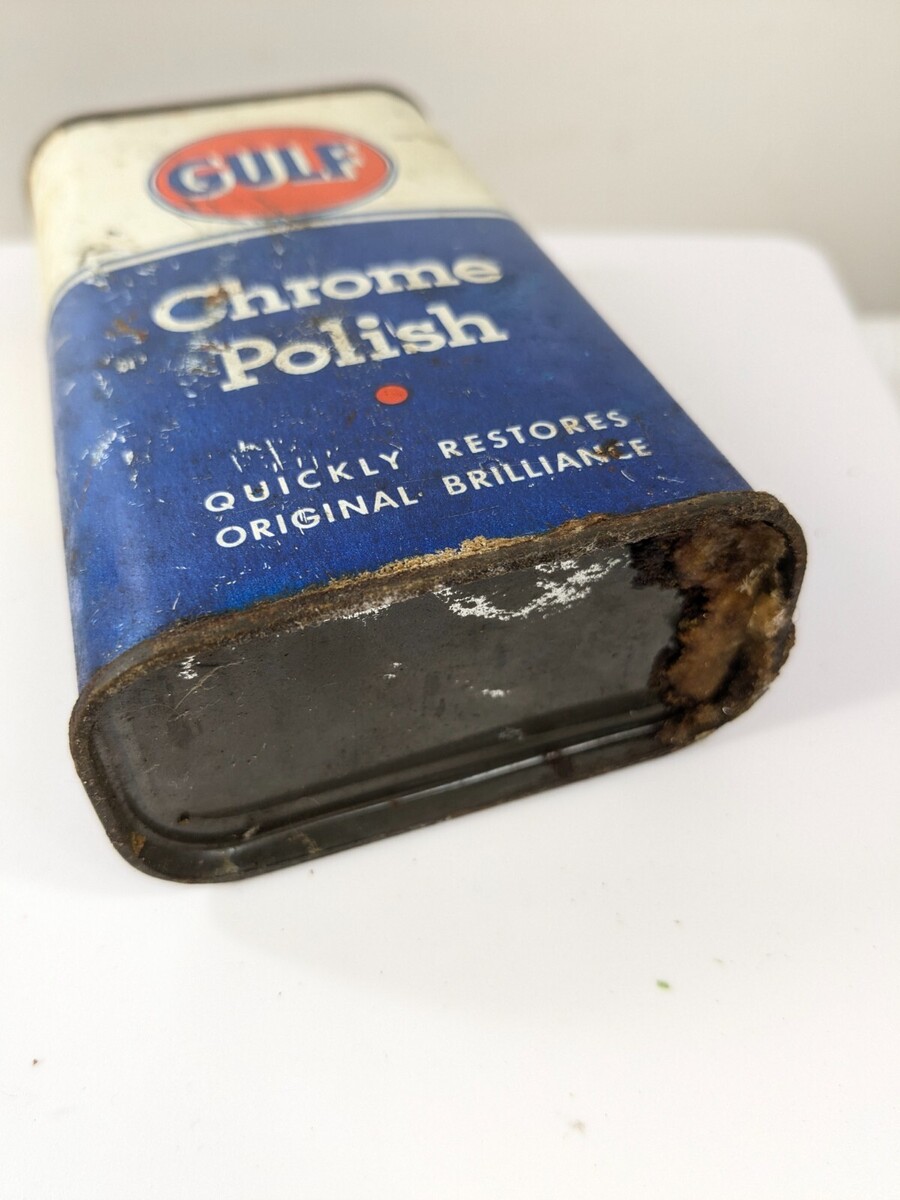 GULF
Chrome
Polish
QUICKLY RESTORES
ORIGINAL BRILLIANCE